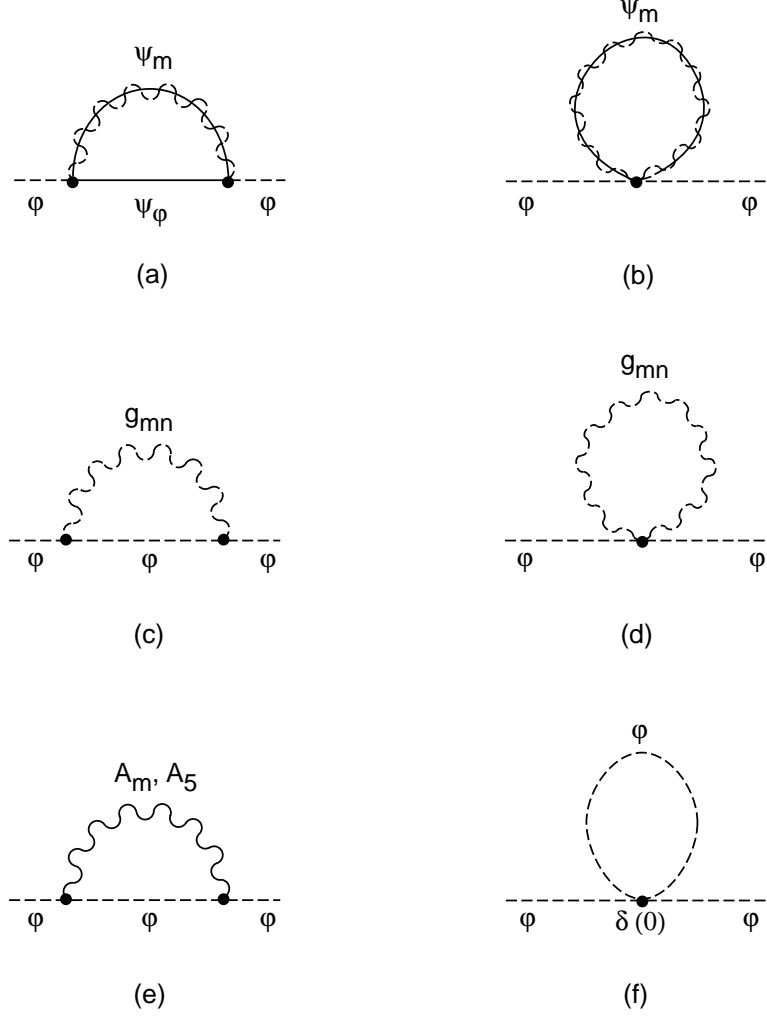 ψm ψm
φ ψφ φ φ φ
(a) (b)
gmn gmn
φ φ φ φ φ
(c) (d)
Am, A5 φ
φ φ φ φ δ (0) φ
(e) (f)